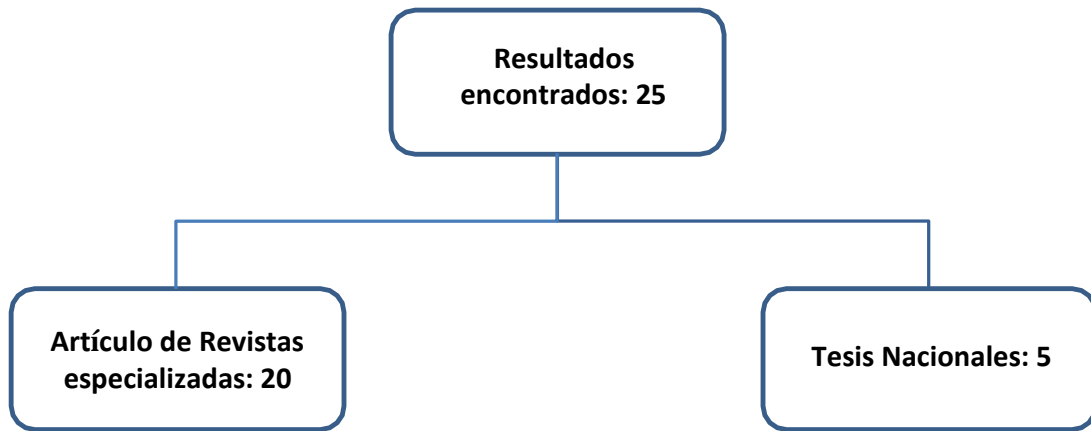 Resultados
encontrados: 25
Artículo de Revistas
especializadas: 20
Tesis Nacionales: 5